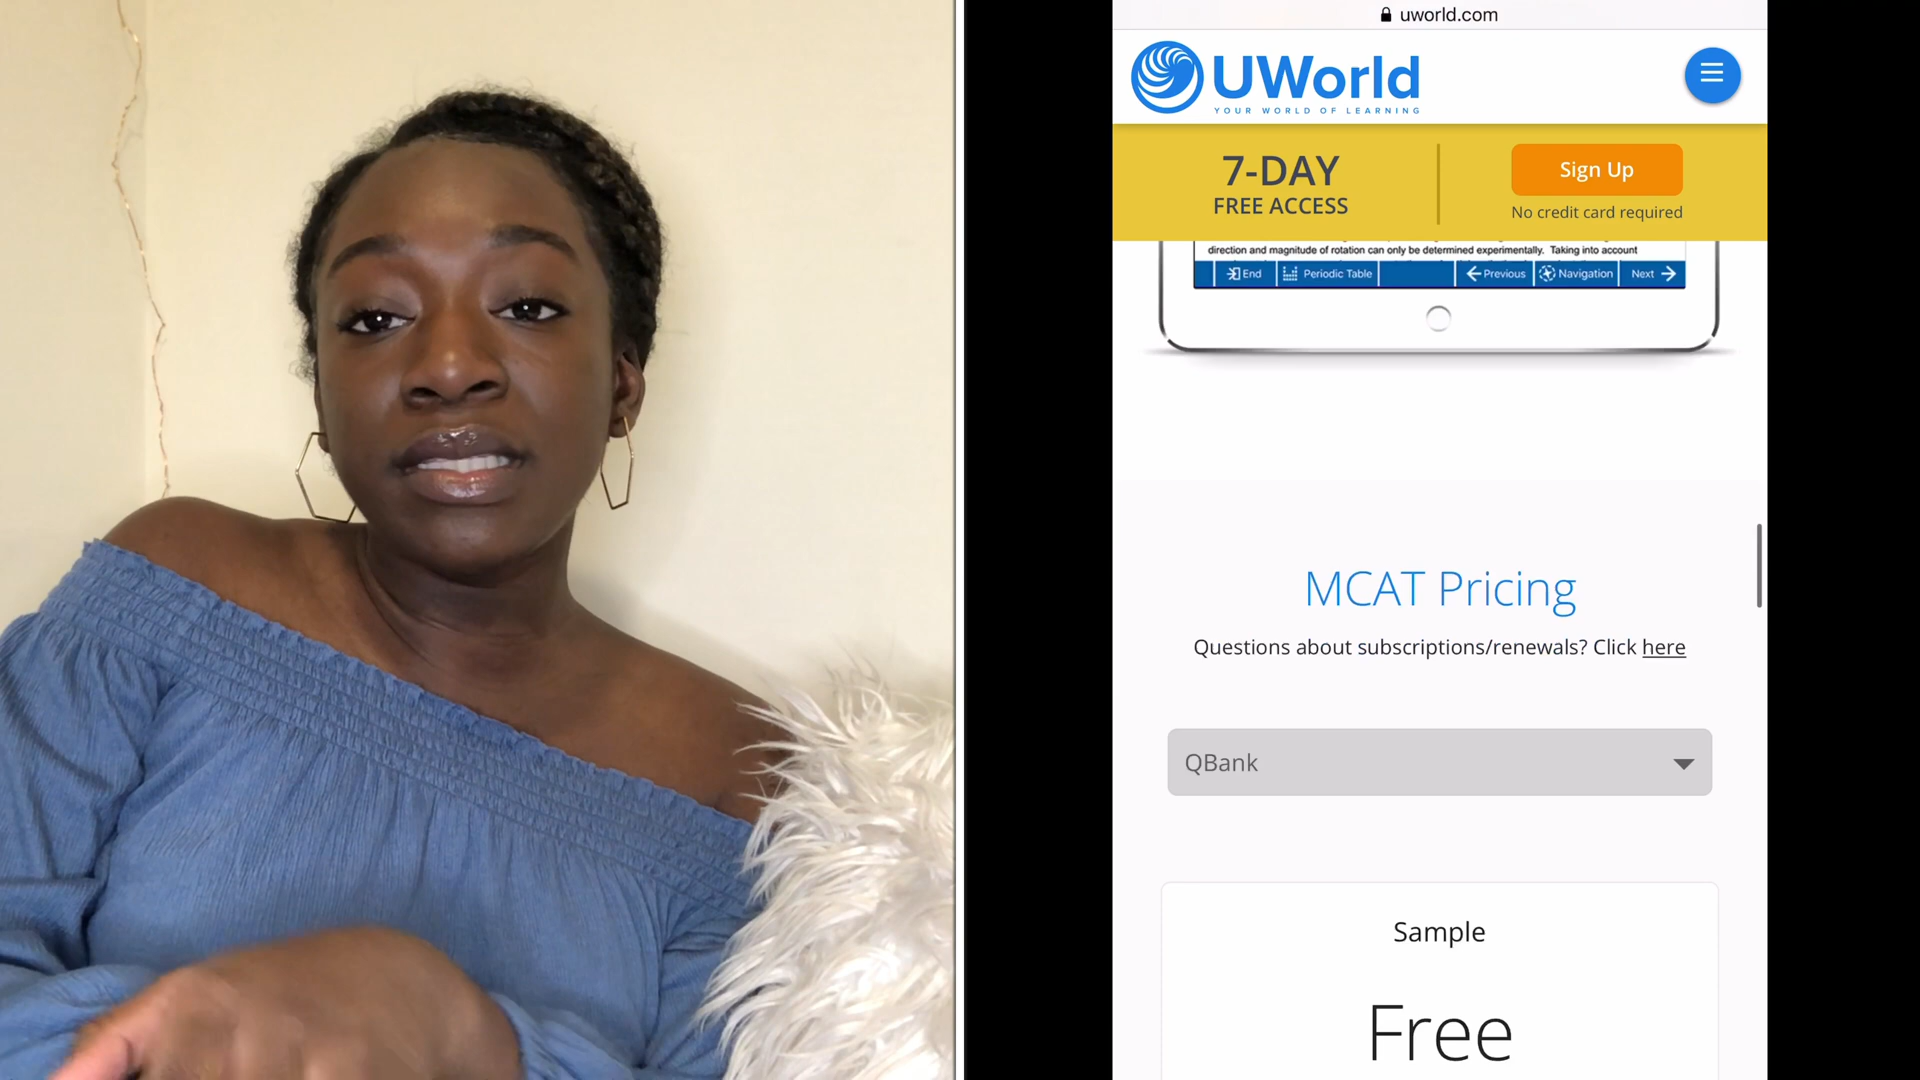 uworld.com
UWorld
YOUR WORLD OF LEARNING
7-DAY
FREE ACCESS
Sign Up
No credit card required
direction and magnitude of rotation can only be determined experimentally. Taking into account
End
Periodic Table
Previous
Navigation
Next
MCAT Pricing
Questions about subscriptions/renewals? Click here
QBank
Sample
Free